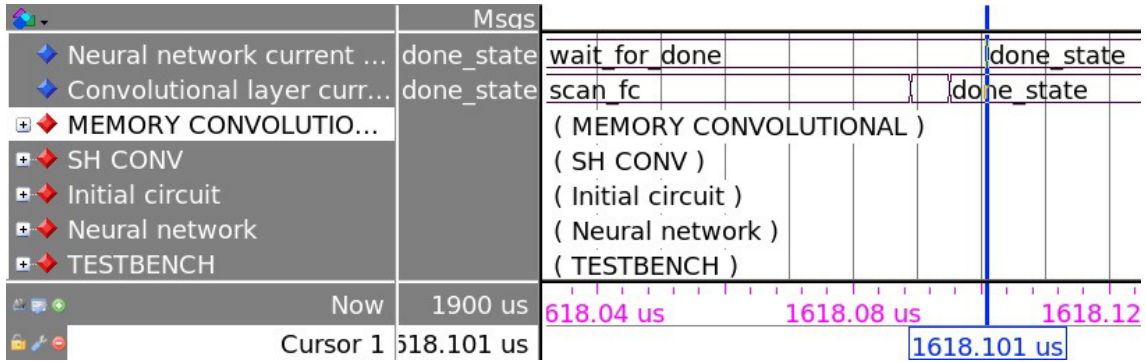 Msgs
Neural network current ... done_state wait_for_done done_state
Convolutional layer curr... done_state scan_fc done_state
MEMORY CONVOLUTIO... ( MEMORY CONVOLUTIONAL )
SH CONV ( SH CONV )
Initial circuit ( Initial circuit )
Neural network ( Neural network )
TESTBENCH ( TESTBENCH )
Now 1900 us 618.04 us 1618.08 us 1618.12
Cursor 1 618.101 us 1618.101 us